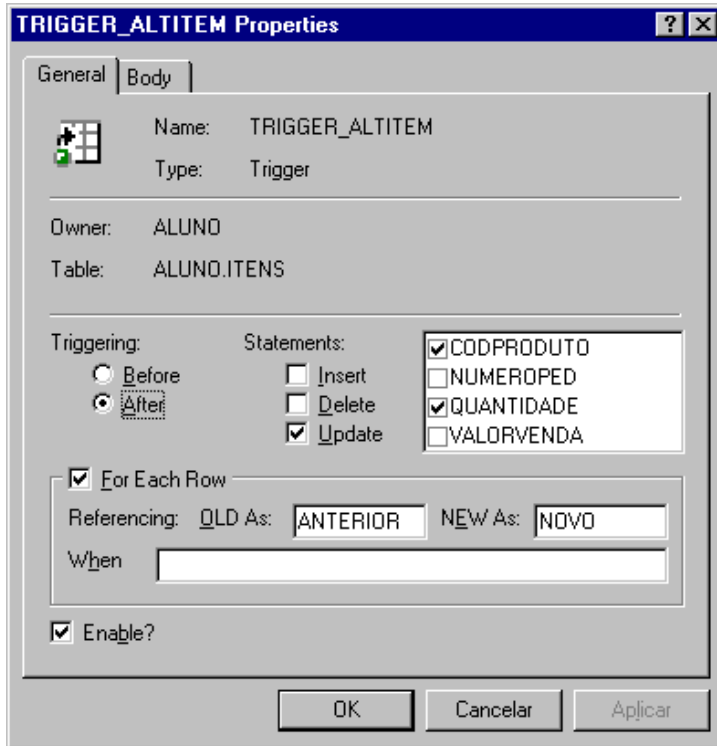 TRIGGER_ALTITEM Properties
General Body
Name: TRIGGER_ALTITEM
Type: Trigger
Owner: ALUNO
Table: ALUNO.ITENS
Triggering: Statements: CODPRODUTO
Before Insert NUMEROPED
After Delete QUANTIDADE
Update VALORVENDA
For Each Row
Referencing: OLD As: ANTERIOR NEW As: NOVO
When
Enable?
OK Cancelar Aplicar